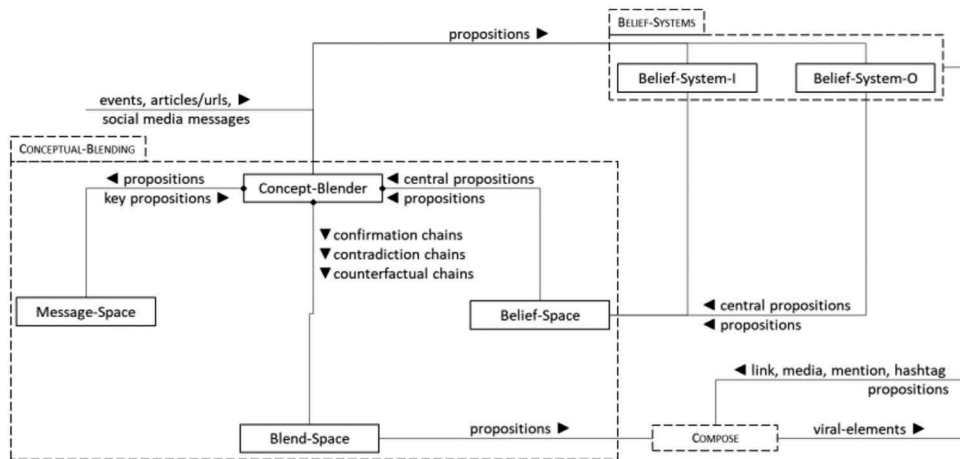 BELIEF-SYSTEMS
propositions ►
Belief-System-I
Belief-System-O
events, articles/urls, ►
social media messages
CONCEPTUAL-BLENDING
◄ propositions
key propositions ►
Concept-Blender
◄ central propositions
◄ propositions
▼ confirmation chains
▼ contradiction chains
▼ counterfactual chains
Message-Space
Belief-Space
◄ central propositions
◄ propositions
◄ link, media, mention, hashtag
propositions
Blend-Space
propositions ►
COMPOSE
viral-elements ►